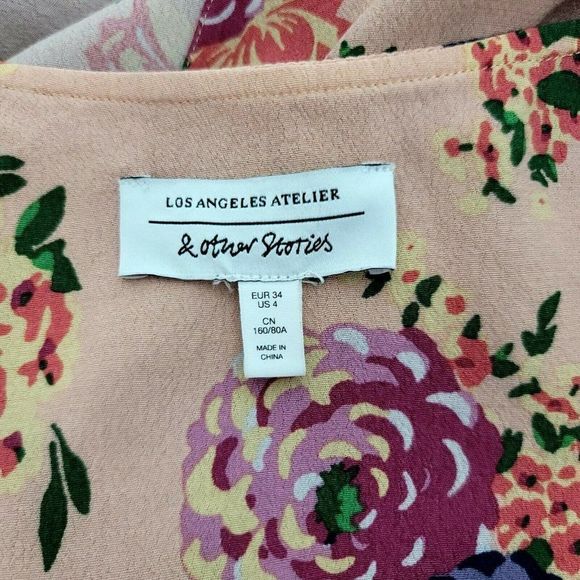 LOS ANGELES ATELIER
& other Stories
EUR 34
US 4
CN
160/80A
MADE IN
CHINA